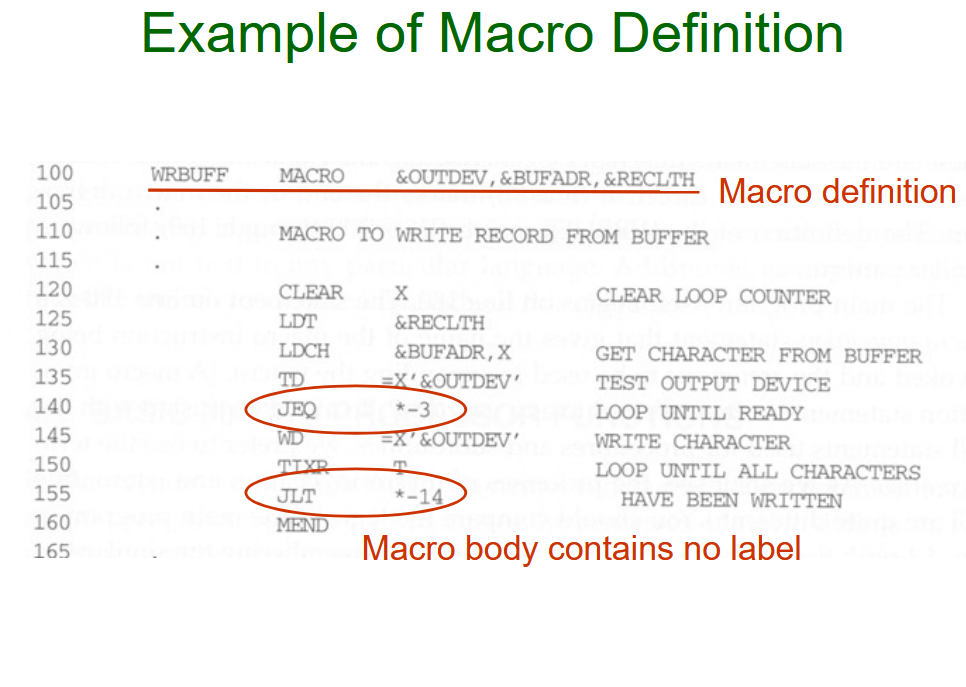 Example of Macro Definition
100 WRBUFF MACRO &OUTDEV,&BUFADR,&RECLTH Macro definition
105 .
110 . MACRO TO WRITE RECORD FROM BUFFER
115 .
120 CLEAR X CLEAR LOOP COUNTER
125 LDT &RECLTH
130 LDCH &BUFADR,X GET CHARACTER FROM BUFFER
135 TD =X'&OUTDEV' TEST OUTPUT DEVICE
140 JEQ *-3 LOOP UNTIL READY
145 WD =X'&OUTDEV' WRITE CHARACTER
150 TIXR T LOOP UNTIL ALL CHARACTERS
155 JLT *-14 HAVE BEEN WRITTEN
160 MEND
165 .
Macro body contains no label